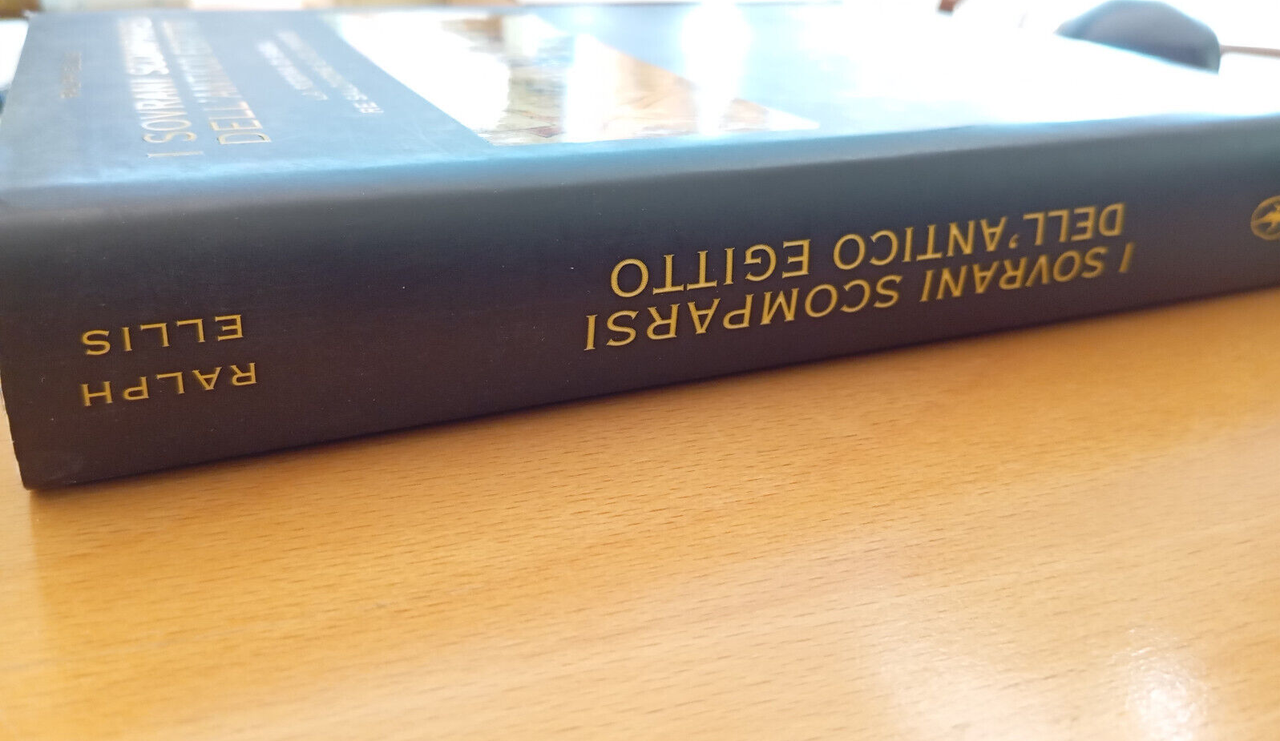 RALPH
ELLIS
I SOVRANI SCOMPARSI
DELL'ANTICO EGITTO
I SOVRANI SCOMPARSI
DELL'ANTICO EGITTO